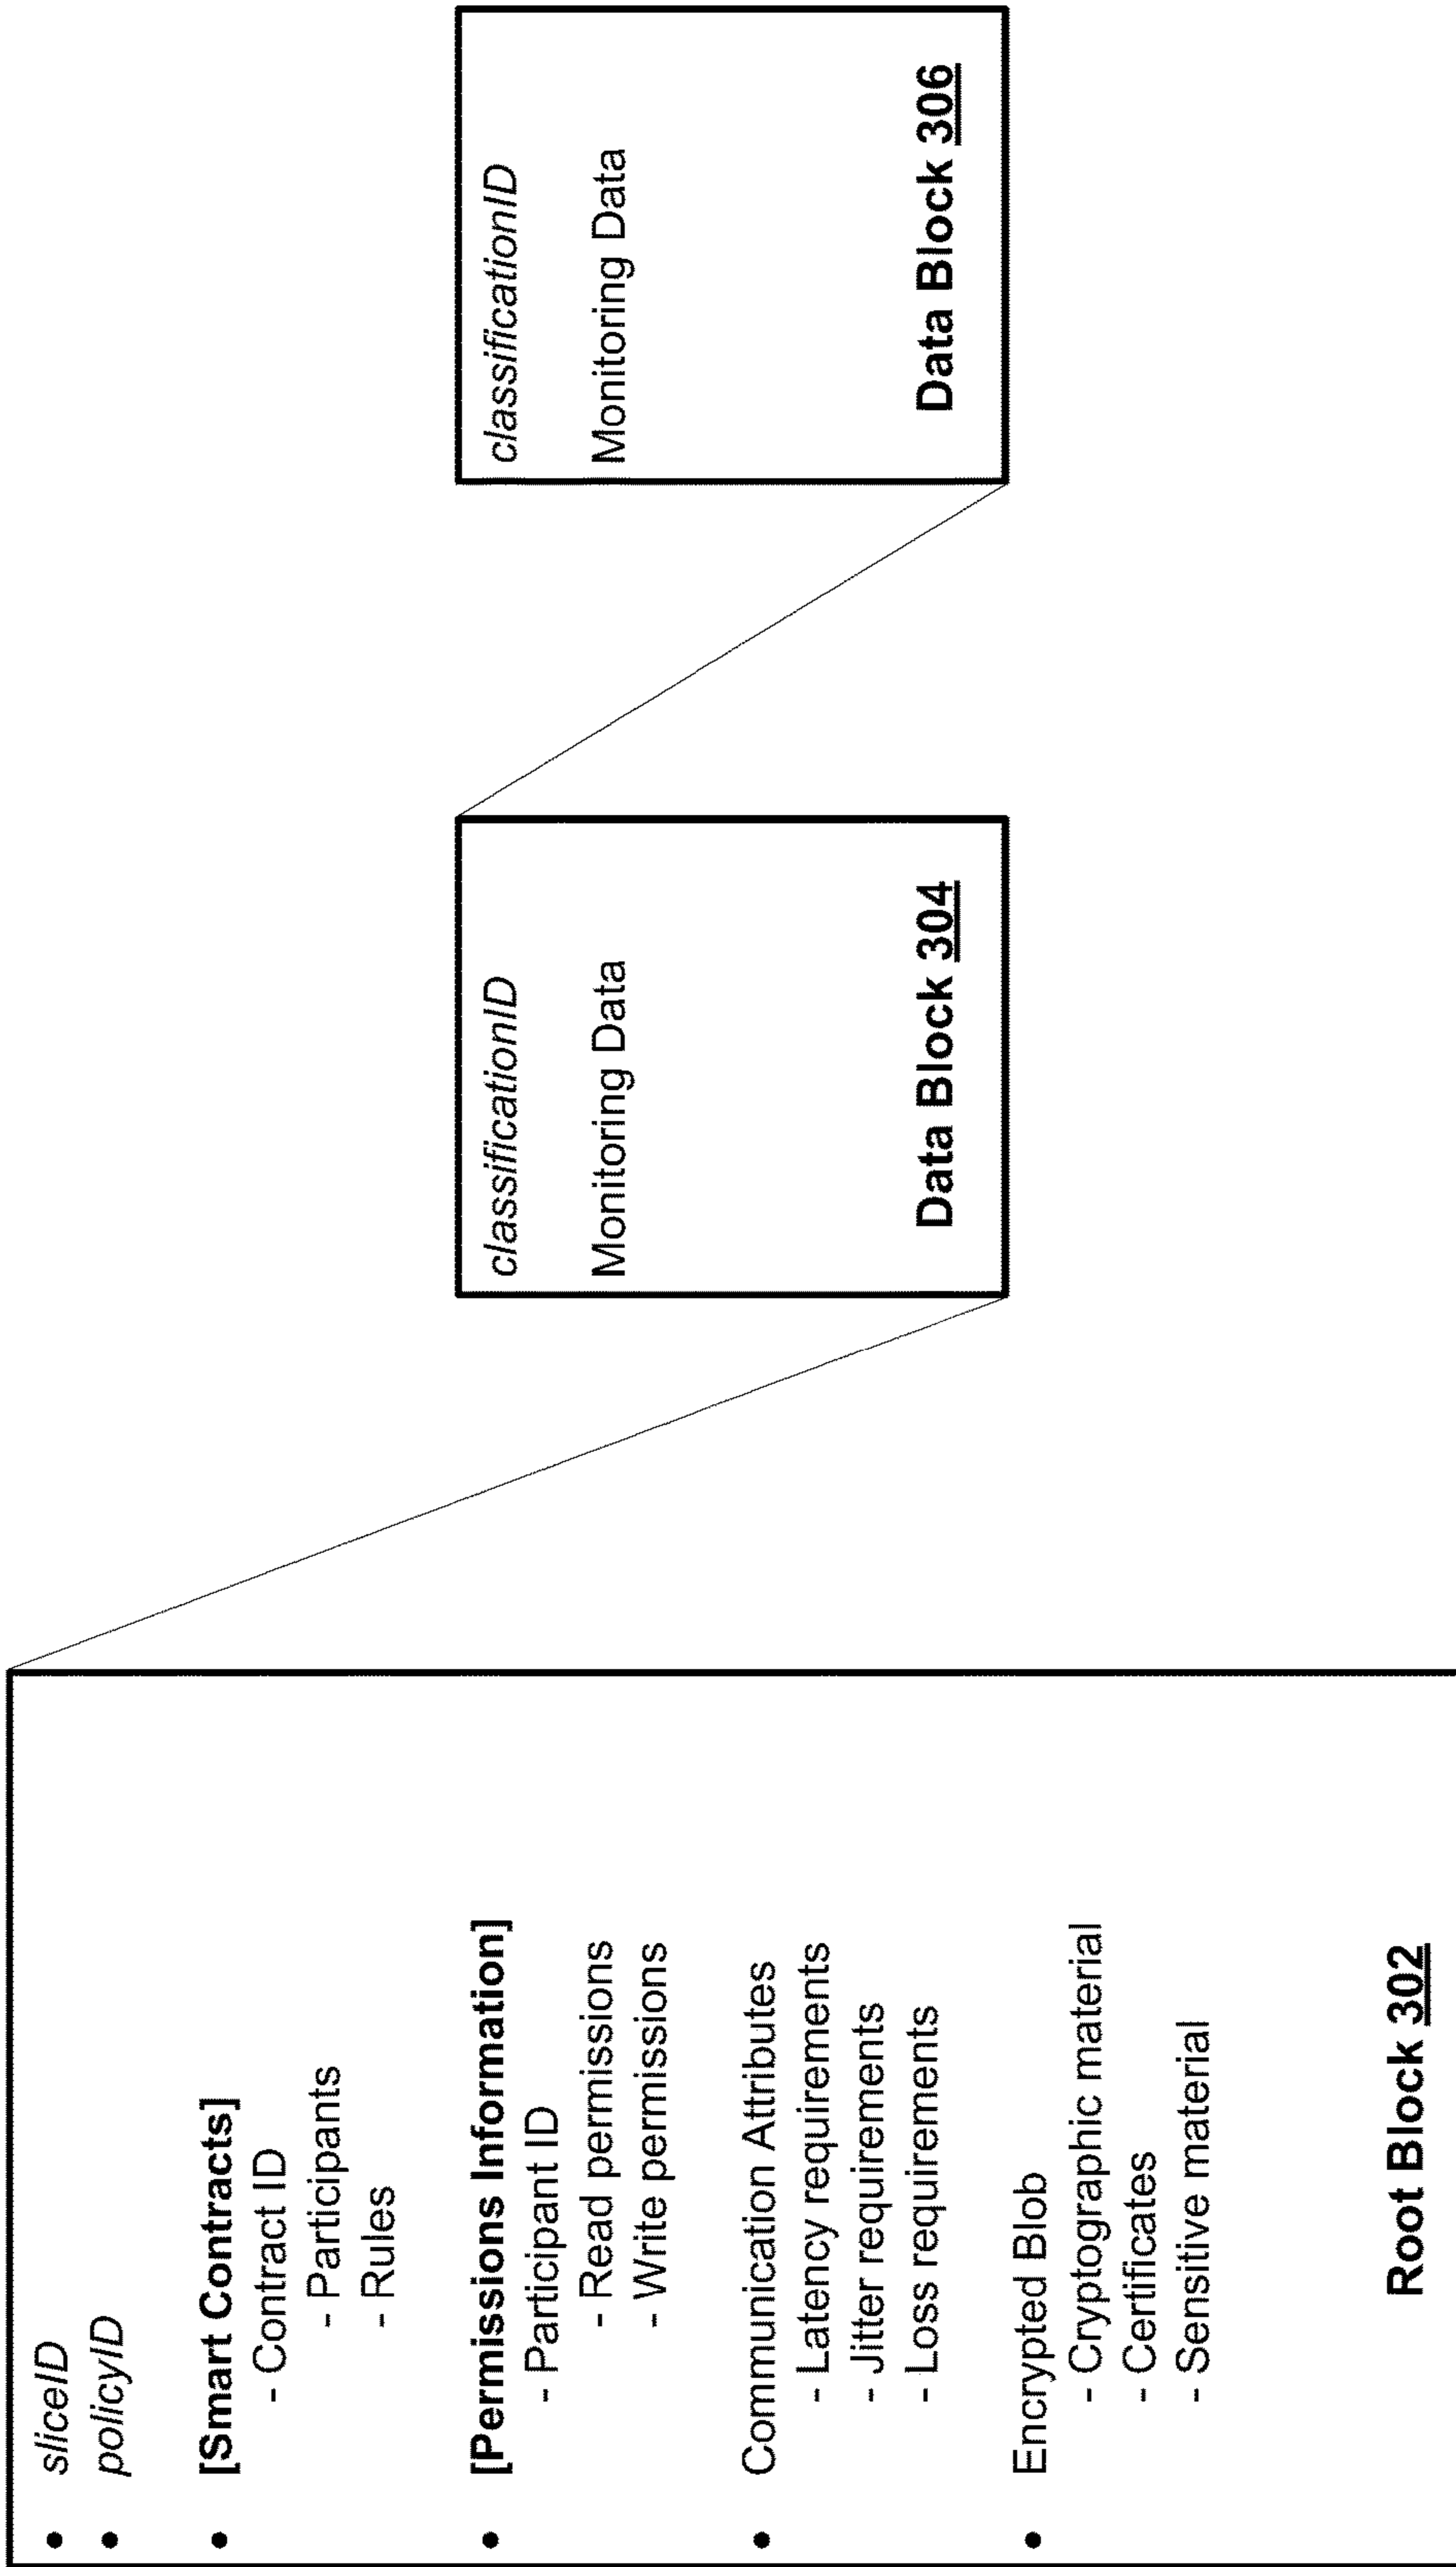 • sliceID
• policyID
• [Smart Contracts]
- Contract ID
- Participants
- Rules
• [Permissions Information]
- Participant ID
- Read permissions
- Write permissions
• Communication Attributes
- Latency requirements
- Jitter requirements
- Loss requirements
• Encrypted Blob
- Cryptographic material
- Certificates
- Sensitive material
Root Block 302
classificationID
Monitoring Data
Data Block 304
classificationID
Monitoring Data
Data Block 306